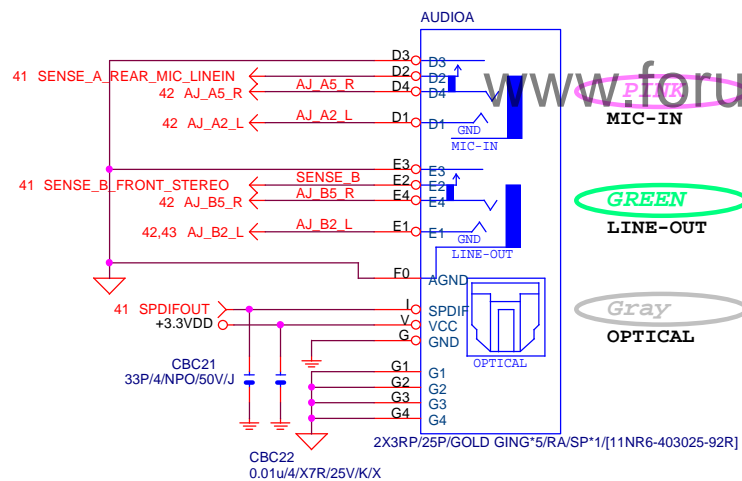 AUDIOA
D3 D3
41 SENSE_A_REAR_MIC_LINEIN D2 D2
42 AJ_A5_R AJ_A5_R D4 D4
www.foru
PINK
42 AJ_A2_L AJ_A2_L D1 D1
GND
MIC-IN
MIC-IN
E3 E3
41 SENSE_B_FRONT_STEREO SENSE_B E2 E2
42 AJ_B5_R AJ_B5_R E4 E4
GREEN
42,43 AJ_B2_L AJ_B2_L E1 E1
GND
LINE-OUT
LINE-OUT
F0 AGND
41 SPDIFOUT I SPDIF
Gray
+3.3VDD V VCC
G GND
OPTICAL
OPTICAL
CBC21
33P/4/NPO/50V/J
G1 G1
G2 G2
G3 G3
G4 G4
2X3RP/25P/GOLD GING*5/RA/SP*1/[11NR6-403025-92R]
CBC22
0.01u/4/X7R/25V/K/X